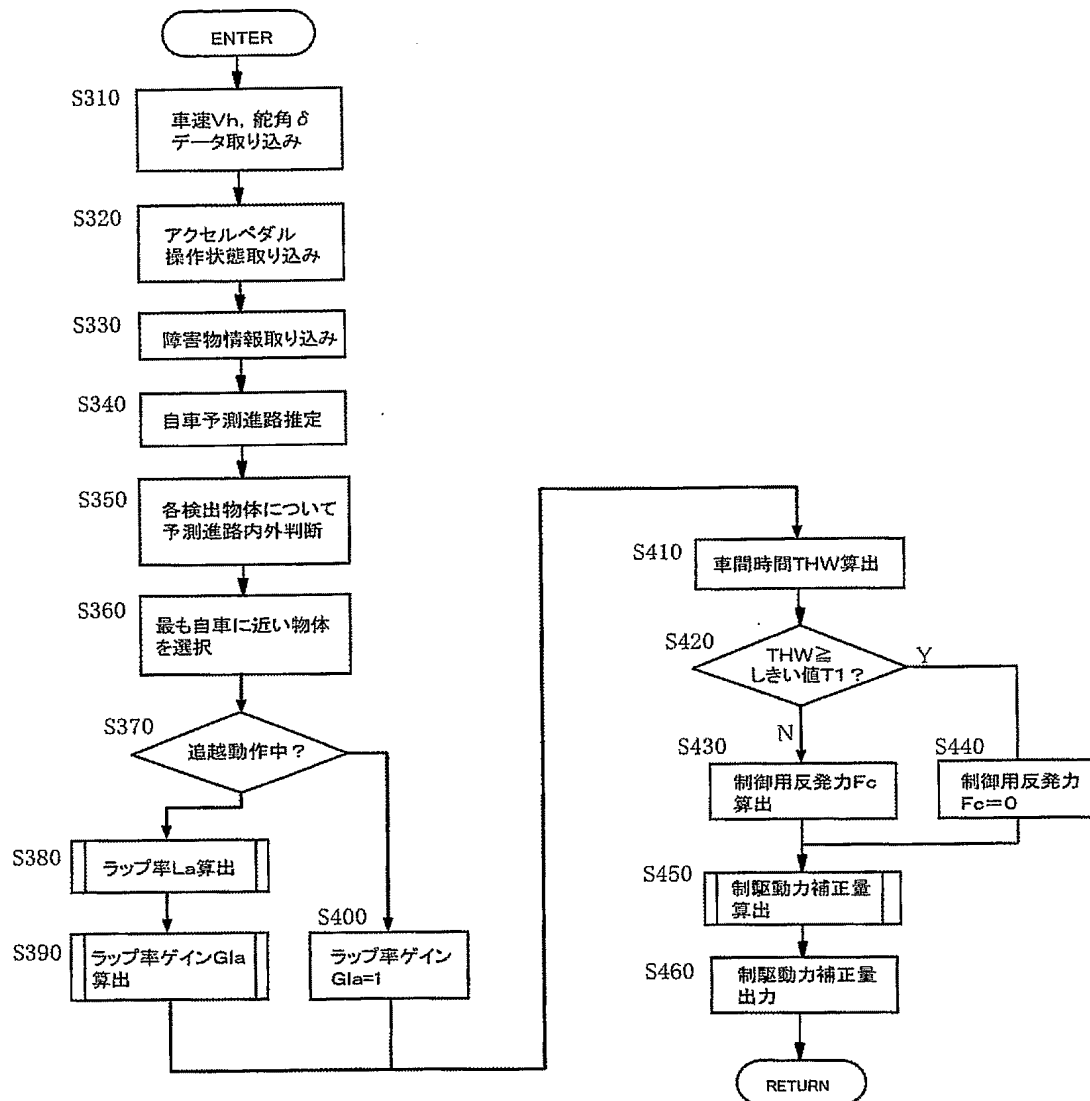 ENTER
S310
車速Vh, 舵角δ
データ取り込み
S320
アクセルペダル
操作状態取り込み
S330
障害物情報取り込み
S340
自車予測進路推定
S350
各検出物体について
予測進路内外判断
S360
最も自車に近い物体
を選択
S370
追越動作中?
S380
ラップ率La算出
S390
ラップ率ゲインGla
算出
S400
ラップ率ゲイン
Gla=1
S410
車間時間THW算出
S420
THW≧
しきい値T1?
Y
N
S430
制御用反発力Fc
算出
S440
制御用反発力
Fc=0
S450
制駆動力補正量
算出
S460
制駆動力補正量
出力
RETURN